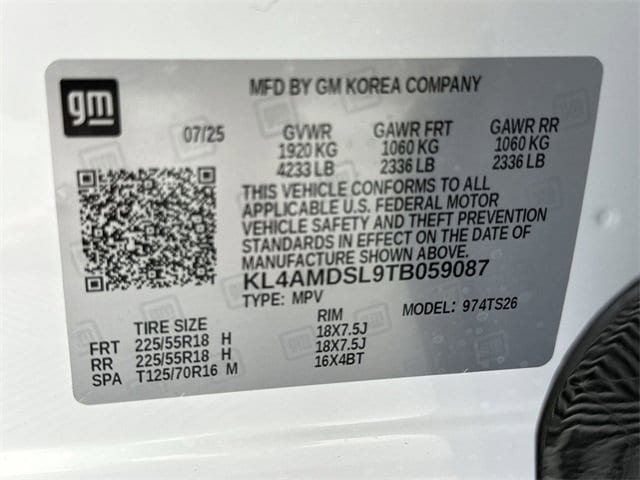 gm
MFD BY GM KOREA COMPANY
07/25 GVWR GAWR FRT GAWR RR
1920 KG 1060 KG 1060 KG
4233 LB 2336 LB 2336 LB
THIS VEHICLE CONFORMS TO ALL
APPLICABLE U.S. FEDERAL MOTOR
VEHICLE SAFETY AND THEFT PREVENTION
STANDARDS IN EFFECT ON THE DATE OF
MANUFACTURE SHOWN ABOVE.
KL4AMDSL9TB059087
TYPE: MPV MODEL: 974TS26
TIRE SIZE RIM
FRT 225/55R18 H 18X7.5J
RR 225/55R18 H 18X7.5J
SPA T125/70R16 M 16X4BT